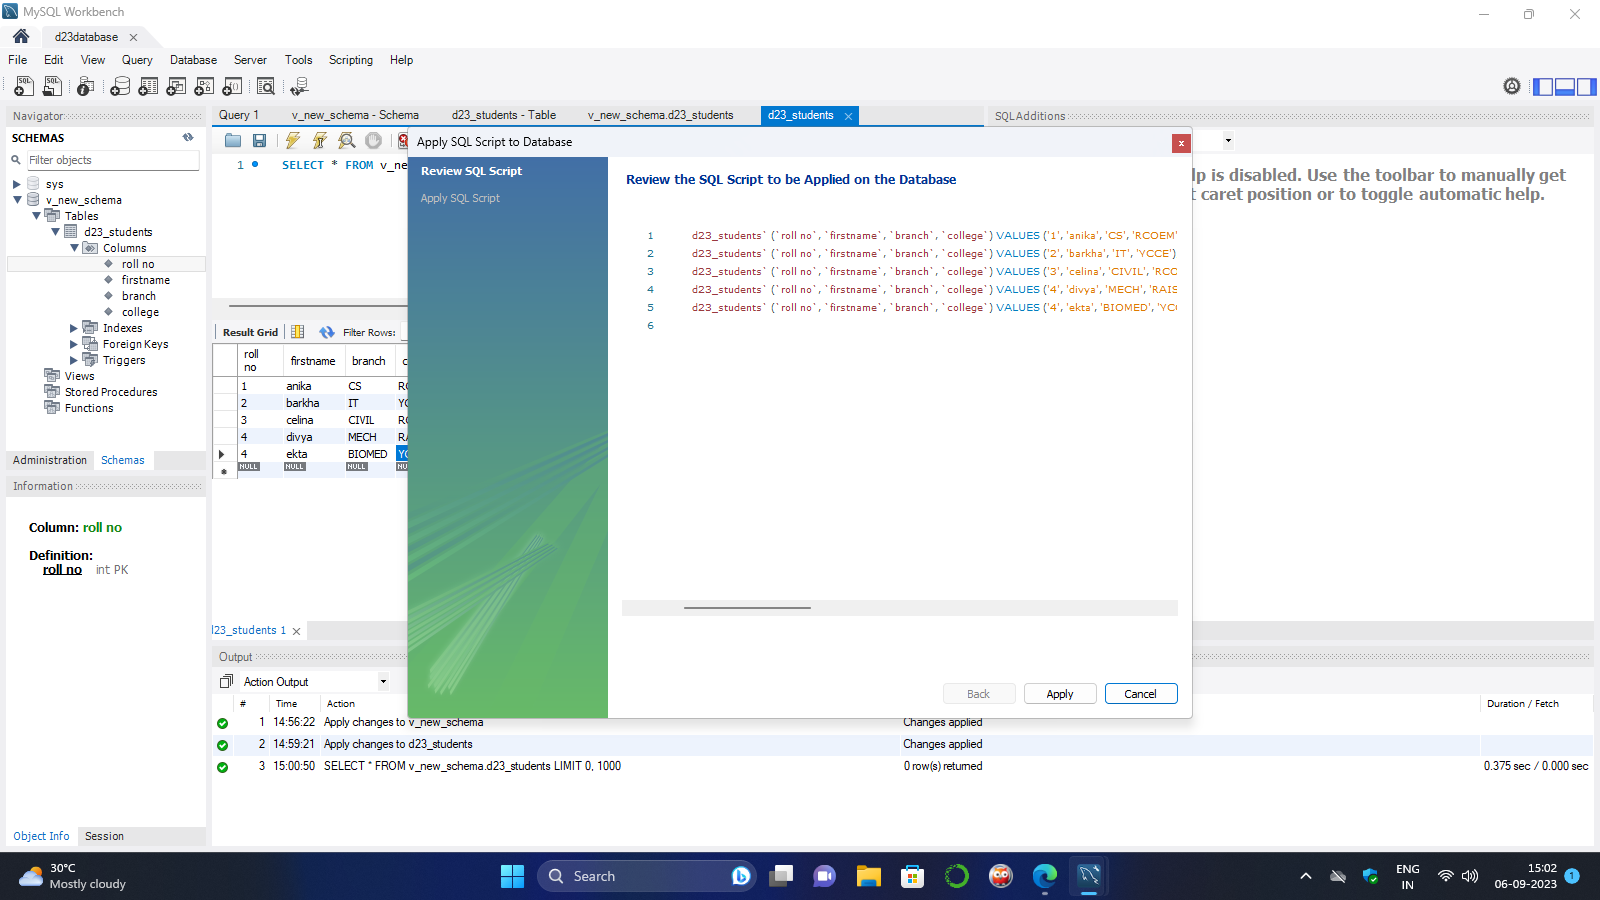 MySQL Workbench
d23database
File Edit View Query Database Server Tools Scripting Help
Navigator
SCHEMAS
Filter objects
sys
v_new_schema
Tables
d23_students
Columns
roll no
firstname
branch
college
Indexes
Foreign Keys
Triggers
Views
Stored Procedures
Functions
Administration Schemas
Information
Column: roll no
Definition:
roll no int PK
Object Info Session
Query 1 v_new_schema - Schema d23_students - Table v_new_schema.d23_students d23_students
SQLAdditions
1 SELECT * FROM v_ne
lp is disabled. Use the toolbar to manually get
t caret position or to toggle automatic help.
Result Grid Filter Rows:
roll no firstname branch c
1 anika CS RC
2 barkha IT YC
3 celina CIVIL RC
4 divya MECH RA
4 ekta BIOMED YC
NULL NULL NULL NU
Apply SQL Script to Database
Review SQL Script
Apply SQL Script
Review the SQL Script to be Applied on the Database
1 d23_students` (`roll no`, `firstname`, `branch`, `college`) VALUES ('1', 'anika', 'CS', 'RCOEM'
2 d23_students` (`roll no`, `firstname`, `branch`, `college`) VALUES ('2', 'barkha', 'IT', 'YCCE')
3 d23_students` (`roll no`, `firstname`, `branch`, `college`) VALUES ('3', 'celina', 'CIVIL', 'RCO
4 d23_students` (`roll no`, `firstname`, `branch`, `college`) VALUES ('4', 'divya', 'MECH', 'RAIS
5 d23_students` (`roll no`, `firstname`, `branch`, `college`) VALUES ('4', 'ekta', 'BIOMED', 'YC
6
Back Apply Cancel
d23_students 1
Output
Action Output
# Time Action Duration / Fetch
1 14:56:22 Apply changes to v_new_schema Changes applied
2 14:59:21 Apply changes to d23_students Changes applied
3 15:00:50 SELECT * FROM v_new_schema.d23_students LIMIT 0, 1000 0 row(s) returned 0.375 sec / 0.000 sec
30°C
Mostly cloudy
Search
ENG
IN
15:02
06-09-2023
1